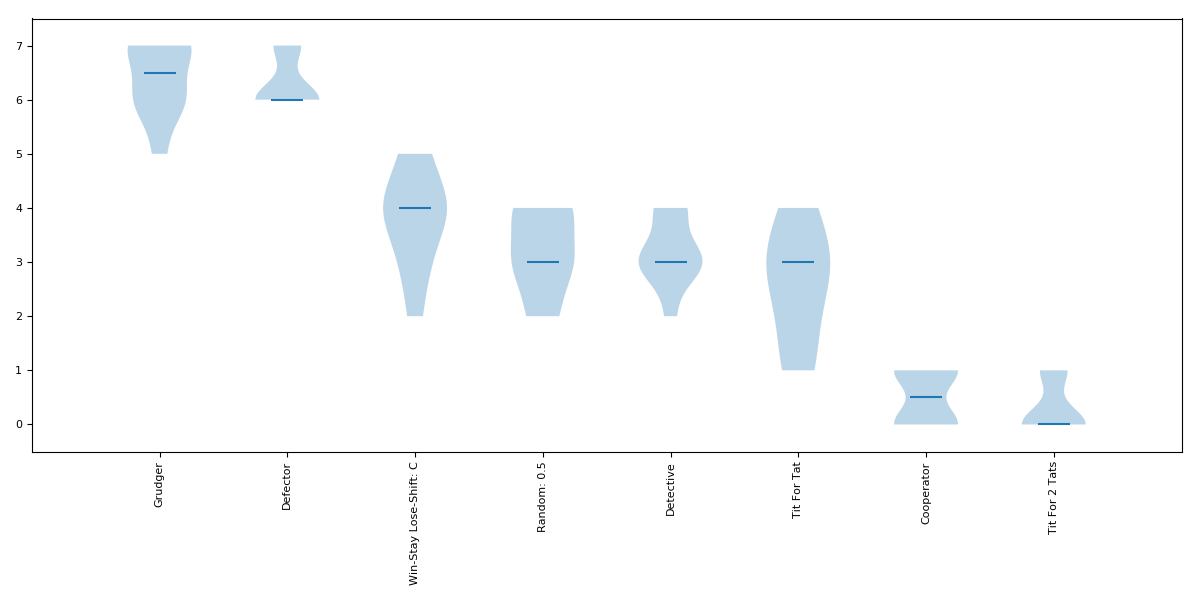 7
6
5
4
3
2
1
0
Grudger
Defector
Win-Stay Lose-Shift: C
Random: 0.5
Detective
Tit For Tat
Cooperator
Tit For 2 Tats